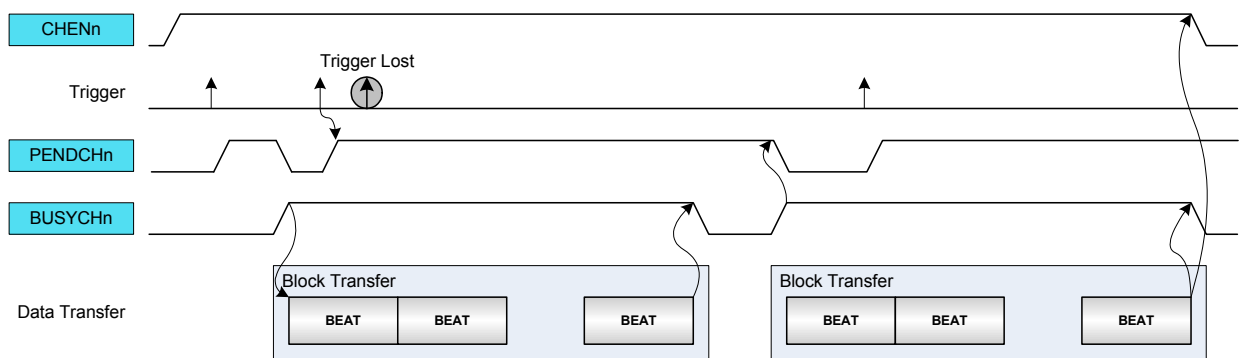 CHENn
Trigger Lost
Trigger
PENDCHn
BUSYCHn
Block Transfer
Block Transfer
Data Transfer
BEAT
BEAT
BEAT
BEAT
BEAT
BEAT